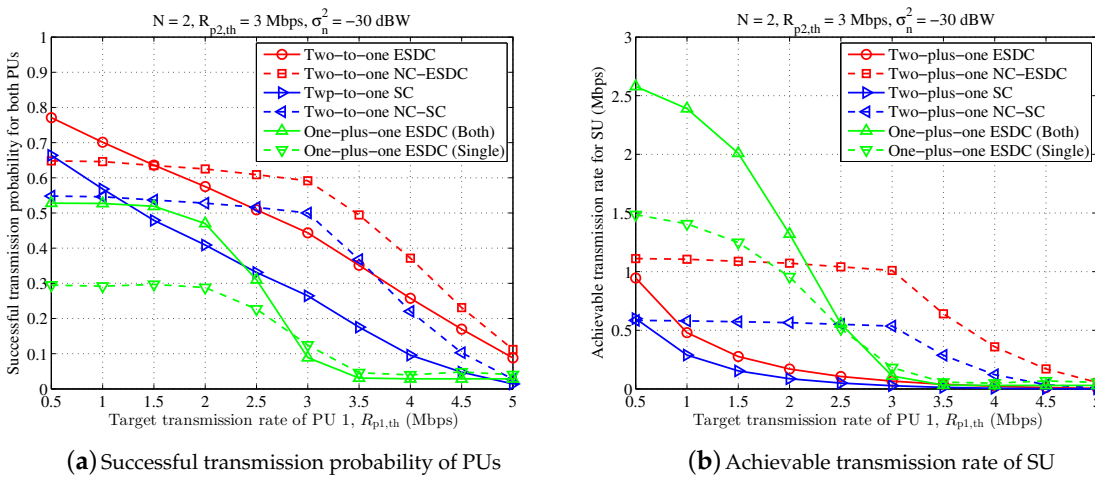 N = 2, R_p2,th = 3 Mbps, σ_n^2 = −30 dBW
1
0.9
0.8
0.7
0.6
0.5
0.4
0.3
0.2
0.1
0
Successful transmission probability for both PUs
Two−to−one ESDC
Two−to−one NC−ESDC
Twp−to−one SC
Two−to−one NC−SC
One−plus−one ESDC (Both)
One−plus−one ESDC (Single)
0.5 1 1.5 2 2.5 3 3.5 4 4.5 5
Target transmission rate of PU 1, R_p1,th (Mbps)
(a) Successful transmission probability of PUs
N = 2, R_p2,th = 3 Mbps, σ_n^2 = −30 dBW
3
2.5
2
1.5
1
0.5
0
Achievable transmission rate for SU (Mbps)
Two−plus−one ESDC
Two−plus−one NC−ESDC
Two−plus−one SC
Two−plus−one NC−SC
One−plus−one ESDC (Both)
One−plus−one ESDC (Single)
0.5 1 1.5 2 2.5 3 3.5 4 4.5 5
Target transmission rate of PU 1, R_p1,th (Mbps)
(b) Achievable transmission rate of SU